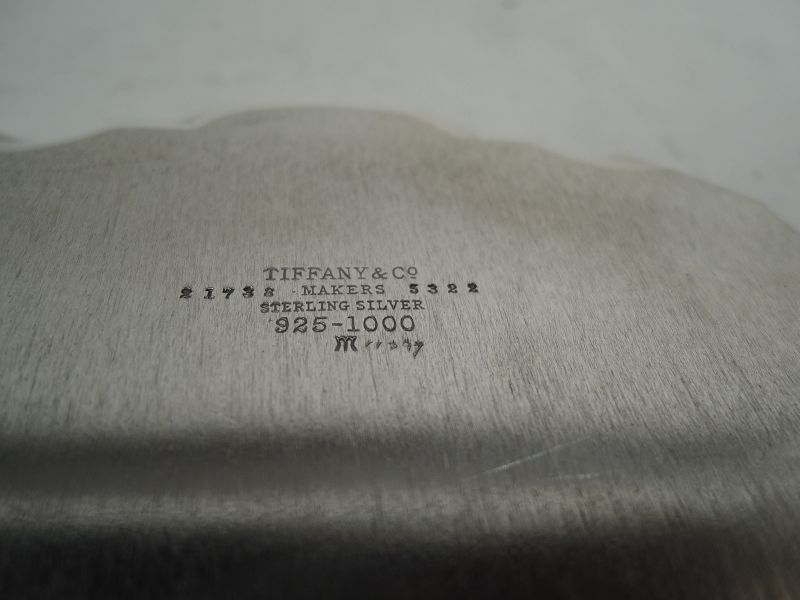 TIFFANY & Cº
21738 MAKERS 5322
STERLING SILVER
925-1000
M